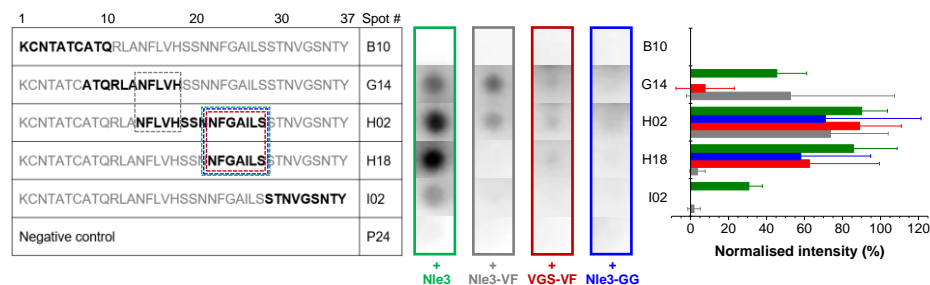 1 10 20 30 37 Spot #
KCNTATCATQRLANFLVHSSNNFGAILSSTNVGSNTY B10
KCNTATCATQRLANFLVHSSNNFGAILSSTNVGSNTY G14
KCNTATCATQRLANFLVHSSNNFGAILSSTNVGSNTY H02
KCNTATCATQRLANFLVHSSNNFGAILSSTNVGSNTY H18
KCNTATCATQRLANFLVHSSNNFGAILSSTNVGSNTY I02
Negative control P24
+ Nle3
+ Nle3-VF
+ VGS-VF
+ Nle3-GG
B10
G14
H02
H18
I02
0 20 40 60 80 100 120
Normalised intensity (%)